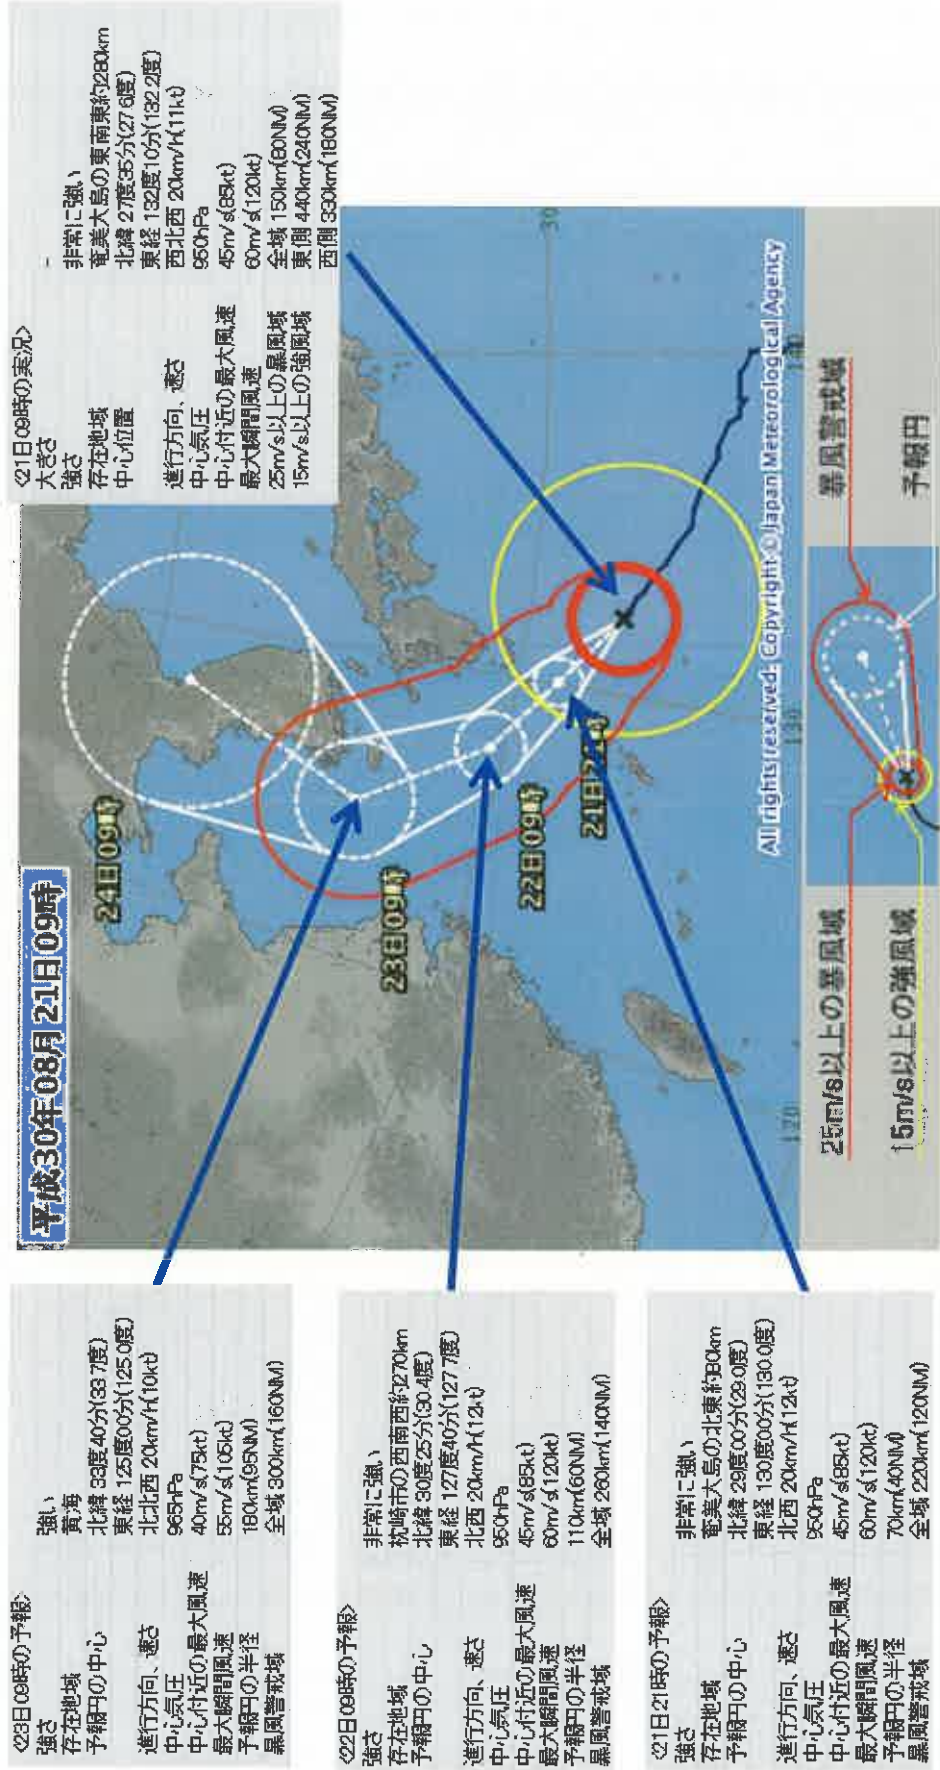 平成30年08月21日09時
<21日09時の実況>
大きさ -
強さ 非常に強い
存在地域 奄美大島の東南東約280km
中心位置 北緯 27度35分(27.6度)
東経 132度10分(132.2度)
進行方向、速さ 西北西 20km/h(11kt)
中心気圧 950hPa
中心付近の最大風速 45m/s(85kt)
最大瞬間風速 60m/s(120kt)
25m/s以上の暴風域 全域 150km(80NM)
15m/s以上の強風域 東側 440km(240NM)
西側 330km(180NM)
<23日09時の予報>
強さ 強い
存在地域 黄海
予報円の中心 北緯 33度40分(33.7度)
東経 125度00分(125.0度)
進行方向、速さ 北北西 20km/h(10kt)
中心気圧 965hPa
中心付近の最大風速 40m/s(75kt)
最大瞬間風速 55m/s(105kt)
予報円の半径 180km(95NM)
暴風警戒域 全域 300km(160NM)
<22日09時の予報>
強さ 非常に強い
存在地域 枕崎市の西南西約270km
予報円の中心 北緯 30度25分(30.4度)
東経 127度40分(127.7度)
進行方向、速さ 北西 20km/h(12kt)
中心気圧 950hPa
中心付近の最大風速 45m/s(85kt)
最大瞬間風速 60m/s(120kt)
予報円の半径 110km(60NM)
暴風警戒域 全域 260km(140NM)
<21日21時の予報>
強さ 非常に強い
存在地域 奄美大島の北東約80km
予報円の中心 北緯 29度00分(29.0度)
東経 130度00分(130.0度)
進行方向、速さ 北西 20km/h(12kt)
中心気圧 950hPa
中心付近の最大風速 45m/s(85kt)
最大瞬間風速 60m/s(120kt)
予報円の半径 70km(40NM)
暴風警戒域 全域 220km(120NM)
24日09時
23日09時
22日09時
21日21時
30
120
130
140
All rights reserved. Copyright © Japan Meteorological Agency
25m/s以上の暴風域
暴風警戒域
15m/s以上の強風域
予報円